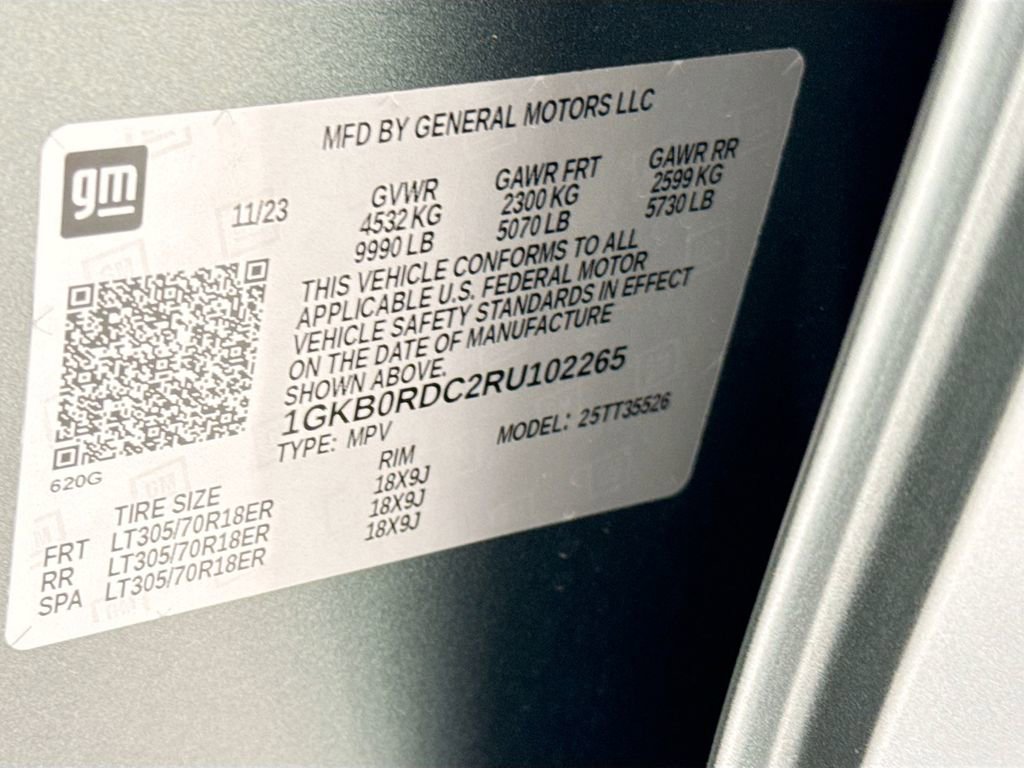 MFD BY GENERAL MOTORS LLC
gm
11/23 GVWR GAWR FRT GAWR RR
4532 KG 2300 KG 2599 KG
9990 LB 5070 LB 5730 LB
THIS VEHICLE CONFORMS TO ALL
APPLICABLE U.S. FEDERAL MOTOR
VEHICLE SAFETY STANDARDS IN EFFECT
ON THE DATE OF MANUFACTURE
SHOWN ABOVE.
1GKB0RDC2RU102265
TYPE: MPV MODEL: 25TT35526
620G
TIRE SIZE RIM
FRT LT305/70R18ER 18X9J
RR LT305/70R18ER 18X9J
SPA LT305/70R18ER 18X9J